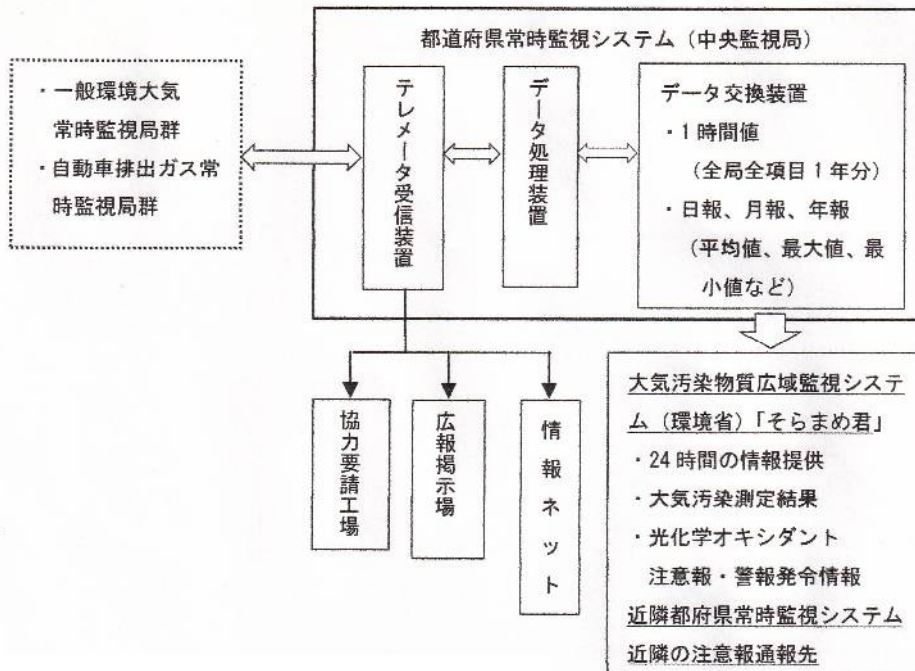 都道府県常時監視システム（中央監視局）
・一般環境大気
常時監視局群
・自動車排出ガス常
時監視局群
テレメータ受信装置
データ処理装置
データ交換装置
・1時間値
（全局全項目1年分）
・日報、月報、年報
（平均値、最大値、最
小値など）
協力要請工場
広報掲示場
情報ネット
大気汚染物質広域監視システ
ム（環境省）「そらまめ君」
・24時間の情報提供
・大気汚染測定結果
・光化学オキシダント
注意報・警報発令情報
近隣都府県常時監視システム
近隣の注意報通報先